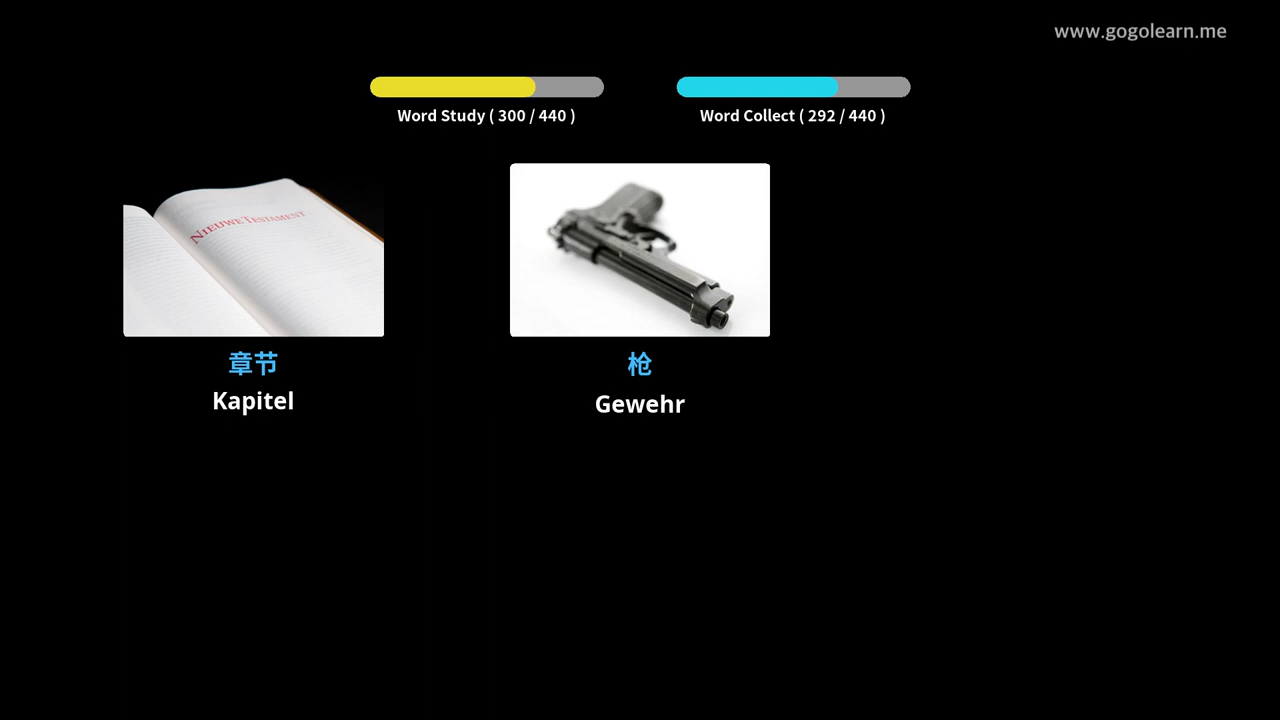 www.gogolearn.me
Word Study ( 300 / 440 )
Word Collect ( 292 / 440 )
NIEUWE TESTAMENT
章节
Kapitel
枪
Gewehr